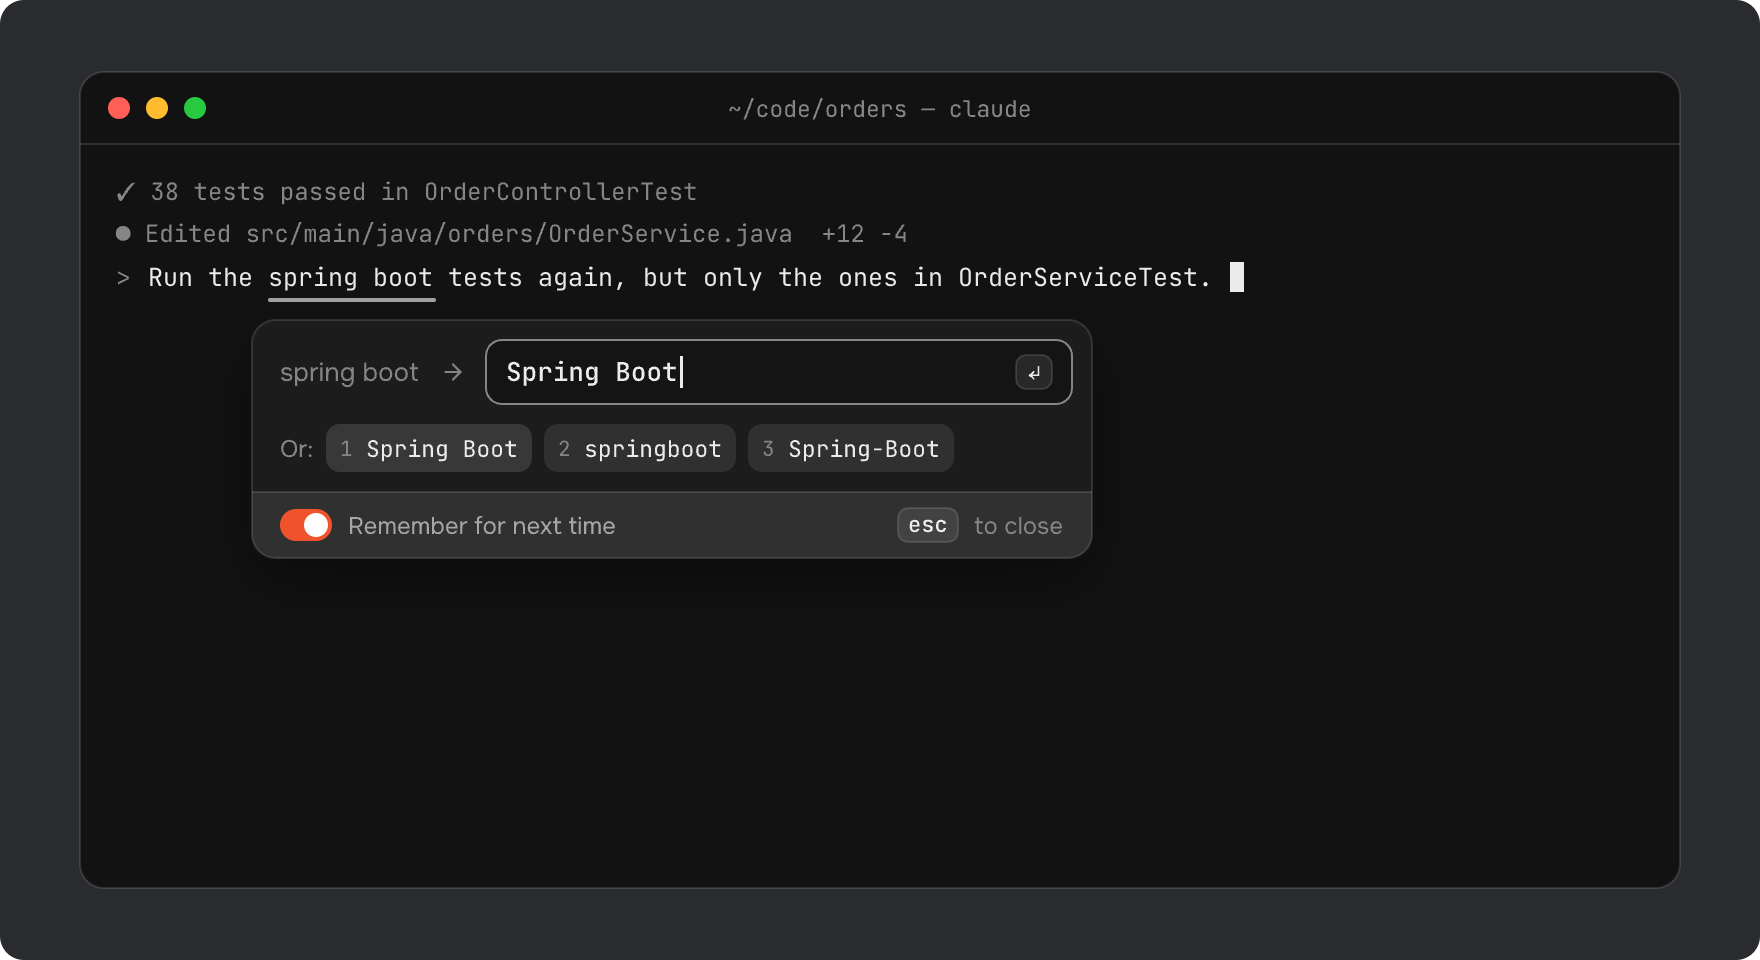 ~/code/orders — claude
✓ 38 tests passed in OrderControllerTest
● Edited src/main/java/orders/OrderService.java +12 -4
> Run the spring boot tests again, but only the ones in OrderServiceTest.
spring boot → Spring Boot ↵
Or: 1 Spring Boot 2 springboot 3 Spring-Boot
Remember for next time esc to close